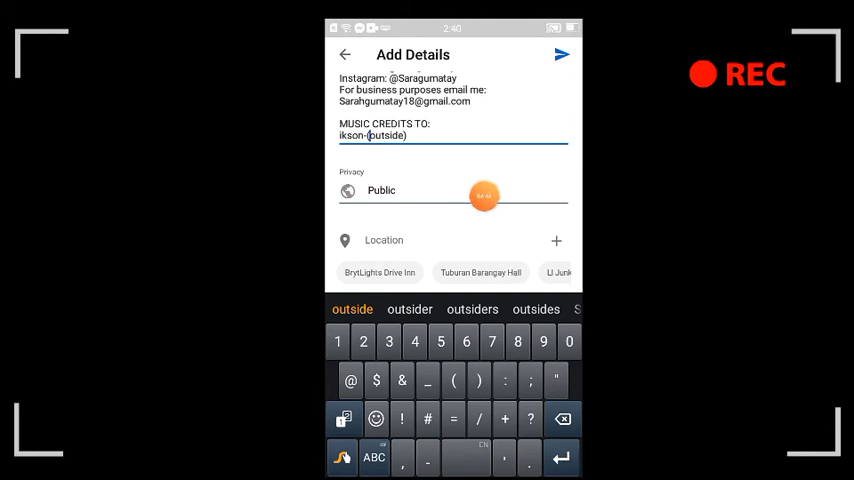 2:40
REC
Add Details
Instagram: @Saragumatay
For business purposes email me:
Sarahgumatay18@gmail.com
MUSIC CREDITS TO:
ikson-(outside)
Privacy
Public
Location
BrytLights Drive Inn Tuburan Barangay Hall LI Junk
outside outsider outsiders outsides S
1 2 3 4 5 6 7 8 9 0
@ $ & _ ( ) : ; "
! # = / + ?
EN
ABC , - ' .